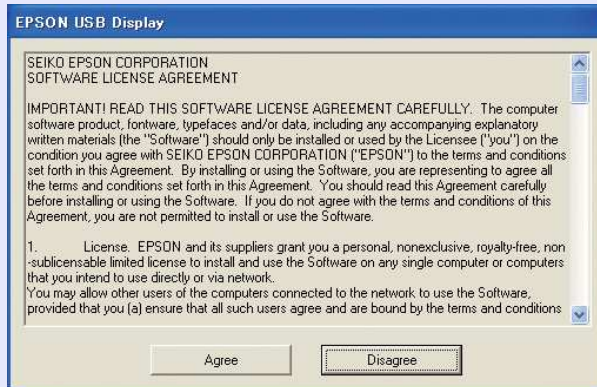 EPSON USB Display
SEIKO EPSON CORPORATION
SOFTWARE LICENSE AGREEMENT
IMPORTANT! READ THIS SOFTWARE LICENSE AGREEMENT CAREFULLY. The computer
software product, fontware, typefaces and/or data, including any accompanying explanatory
written materials (the "Software") should only be installed or used by the Licensee ("you") on the
condition you agree with SEIKO EPSON CORPORATION ("EPSON") to the terms and conditions
set forth in this Agreement. By installing or using the Software, you are representing to agree all
the terms and conditions set forth in this Agreement. You should read this Agreement carefully
before installing or using the Software. If you do not agree with the terms and conditions of this
Agreement, you are not permitted to install or use the Software.
1. License. EPSON and its suppliers grant you a personal, nonexclusive, royalty-free, non
-sublicensable limited license to install and use the Software on any single computer or computers
that you intend to use directly or via network.
You may allow other users of the computers connected to the network to use the Software,
provided that you (a) ensure that all such users agree and are bound by the terms and conditions
Agree
Disagree